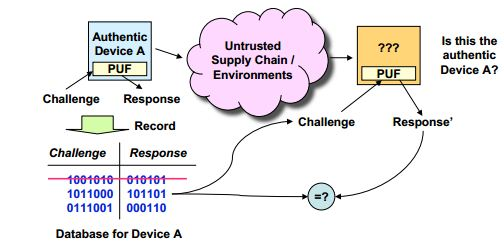 Authentic
Device A
PUF
Challenge
Response
Record
Untrusted
Supply Chain /
Environments
???
PUF
Is this the
authentic
Device A?
Challenge
Response’
Challenge Response
1001010 010101
1011000 101101
0111001 000110
=?
Database for Device A